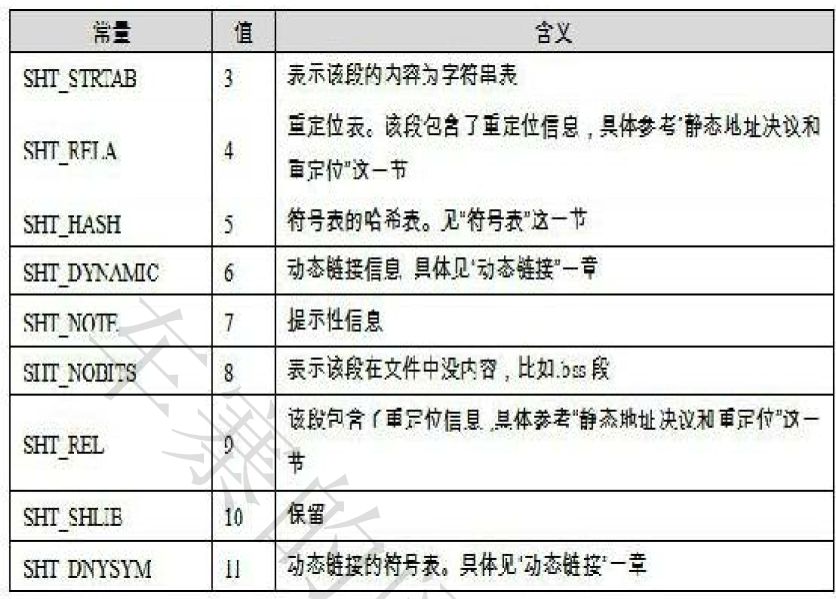 常量 值 含义
SHT_STRTAB 3 表示该段的内容为字符串表
SHT_RELA 4 重定位表。该段包含了重定位信息，具体参考“静态地址决议和
重定位”这一节
SHT_HASH 5 符号表的哈希表。见“符号表”这一节
SHT_DYNAMIC 6 动态链接信息 具体见“动态链接”一章
SHT_NOTE 7 提示性信息
SHT_NOBITS 8 表示该段在文件中没内容，比如.bss 段
SHT_REL 9 该段包含了重定位信息,具体参考“静态地址决议和重定位”这一
节
SHT_SHLIB 10 保留
SHT_DNYSYM 11 动态链接的符号表。具体见“动态链接”一章
车寨的